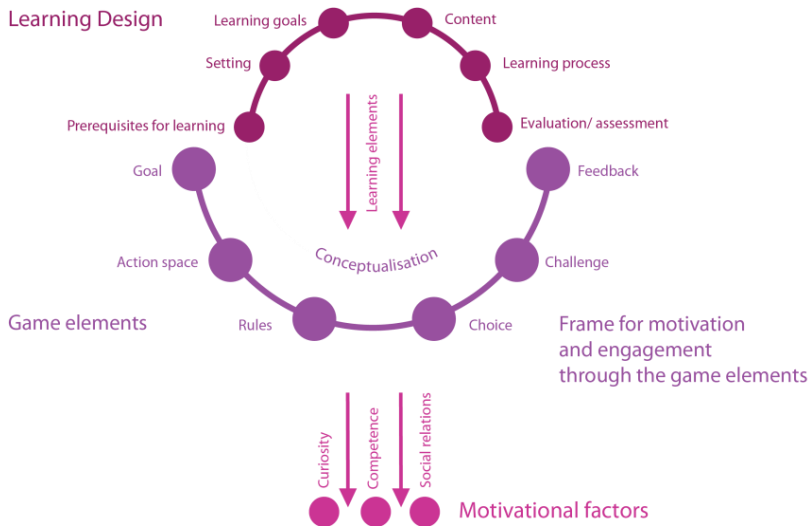 Learning Design
Learning goals
Content
Setting
Learning process
Prerequisites for learning
Evaluation/ assessment
Learning elements
Goal
Feedback
Conceptualisation
Action space
Challenge
Game elements
Rules
Choice
Frame for motivation
and engagement
through the game elements
Curiosity
Competence
Social relations
Motivational factors